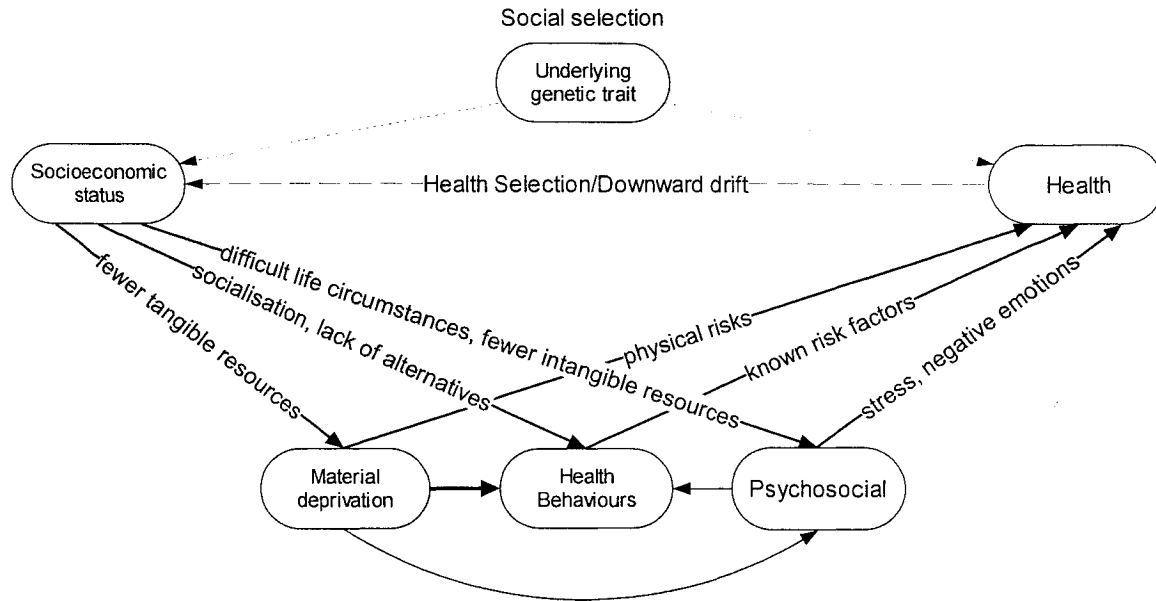 Social selection
Underlying
genetic trait
Socioeconomic
status
Health Selection/Downward drift
Health
fewer tangible resources
socialisation, lack of alternatives
difficult life circumstances, fewer intangible resources
physical risks
known risk factors
stress, negative emotions
Material
deprivation
Health
Behaviours
Psychosocial